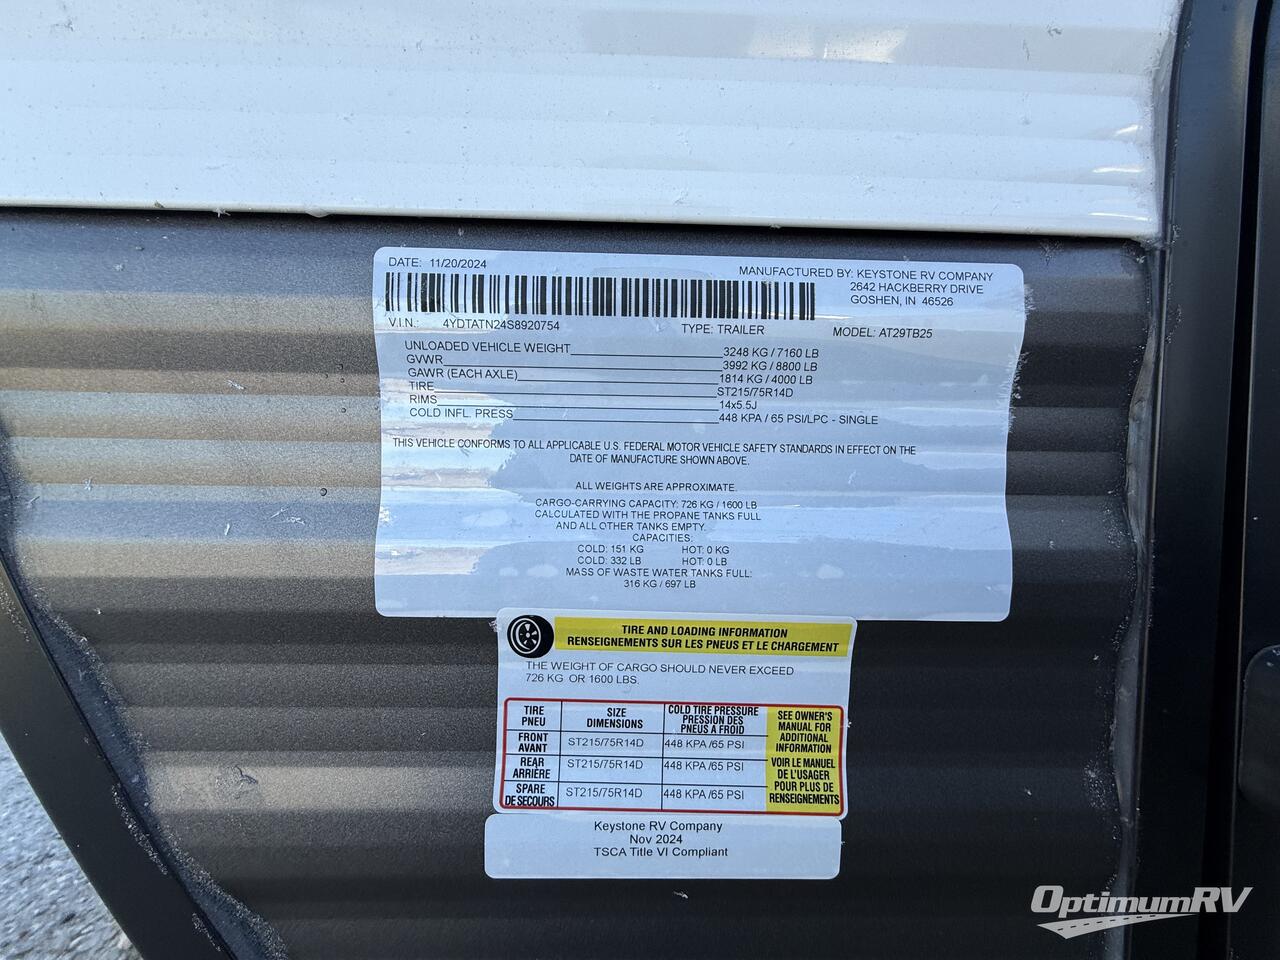 DATE: 11/20/2024
MANUFACTURED BY: KEYSTONE RV COMPANY
2642 HACKBERRY DRIVE
GOSHEN, IN 46526
V.I.N.: 4YDTATN24S8920754 TYPE: TRAILER MODEL: AT29TB25
UNLOADED VEHICLE WEIGHT 3248 KG / 7160 LB
GVWR 3992 KG / 8800 LB
GAWR (EACH AXLE) 1814 KG / 4000 LB
TIRE ST215/75R14D
RIMS 14x5.5J
COLD INFL. PRESS 448 KPA / 65 PSI/LPC - SINGLE
THIS VEHICLE CONFORMS TO ALL APPLICABLE U.S. FEDERAL MOTOR VEHICLE SAFETY STANDARDS IN EFFECT ON THE
DATE OF MANUFACTURE SHOWN ABOVE.
ALL WEIGHTS ARE APPROXIMATE.
CARGO-CARRYING CAPACITY: 726 KG / 1600 LB
CALCULATED WITH THE PROPANE TANKS FULL
AND ALL OTHER TANKS EMPTY.
CAPACITIES:
COLD: 151 KG HOT: 0 KG
COLD: 332 LB HOT: 0 LB
MASS OF WASTE WATER TANKS FULL:
316 KG / 697 LB
TIRE AND LOADING INFORMATION
RENSEIGNEMENTS SUR LES PNEUS ET LE CHARGEMENT
THE WEIGHT OF CARGO SHOULD NEVER EXCEED
726 KG OR 1600 LBS.
TIRE
PNEU
SIZE
DIMENSIONS
COLD TIRE PRESSURE
PRESSION DES
PNEUS A FROID
FRONT
AVANT
ST215/75R14D
448 KPA /65 PSI
REAR
ARRIÈRE
ST215/75R14D
448 KPA /65 PSI
SPARE
DE SECOURS
ST215/75R14D
448 KPA /65 PSI
SEE OWNER'S
MANUAL FOR
ADDITIONAL
INFORMATION
VOIR LE MANUEL
DE L'USAGER
POUR PLUS DE
RENSEIGNEMENTS
Keystone RV Company
Nov 2024
TSCA Title VI Compliant
OptimumRV